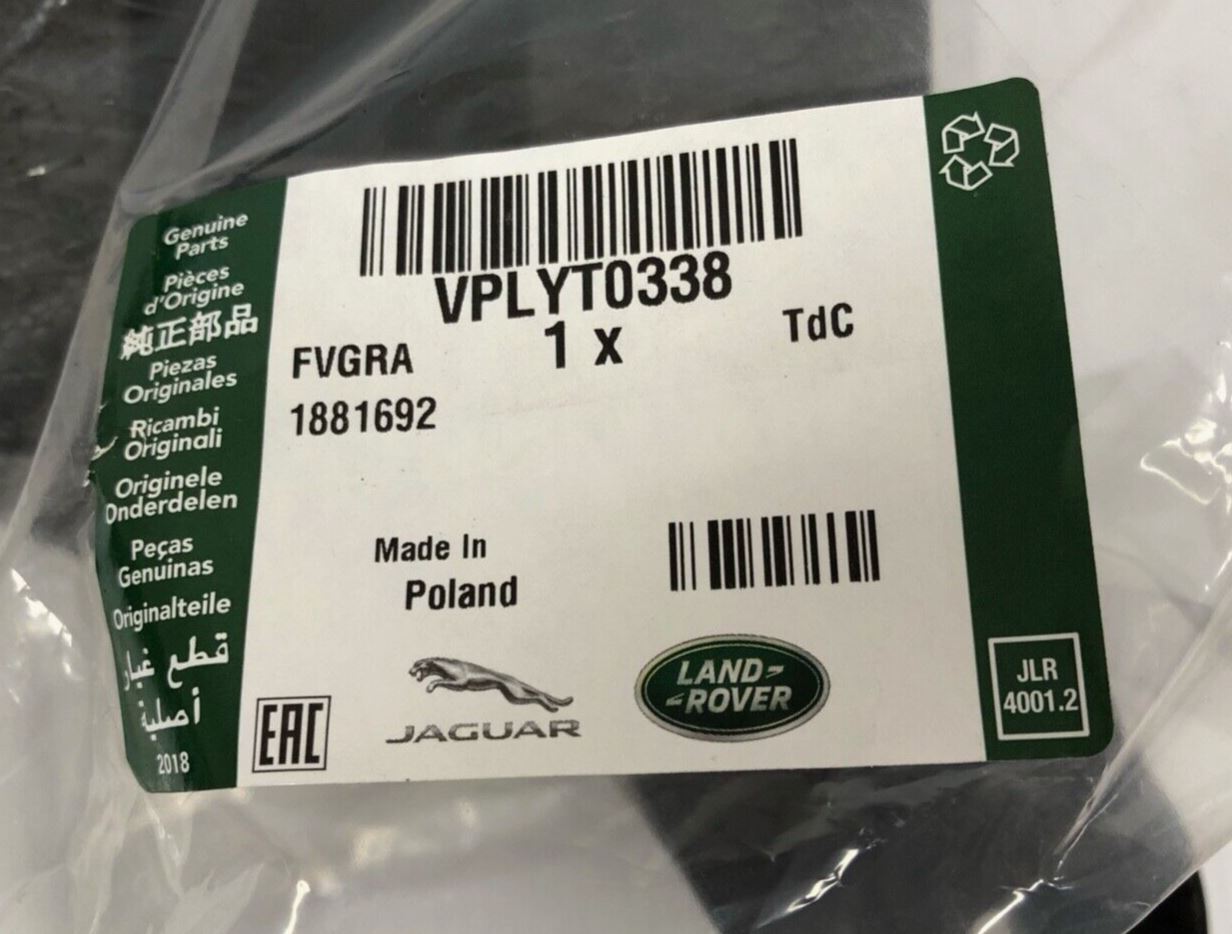 Genuine
Parts
Pièces
d'Origine
純正部品
Piezas
Originales
Ricambi
Originali
Originele
Onderdelen
Peças
Genuinas
Originalteile
قطع غيار
أصلية
2018
VPLYT0338
1 x
TdC
FVGRA
1881692
Made In
Poland
EAC
JAGUAR
LAND
ROVER
JLR
4001.2